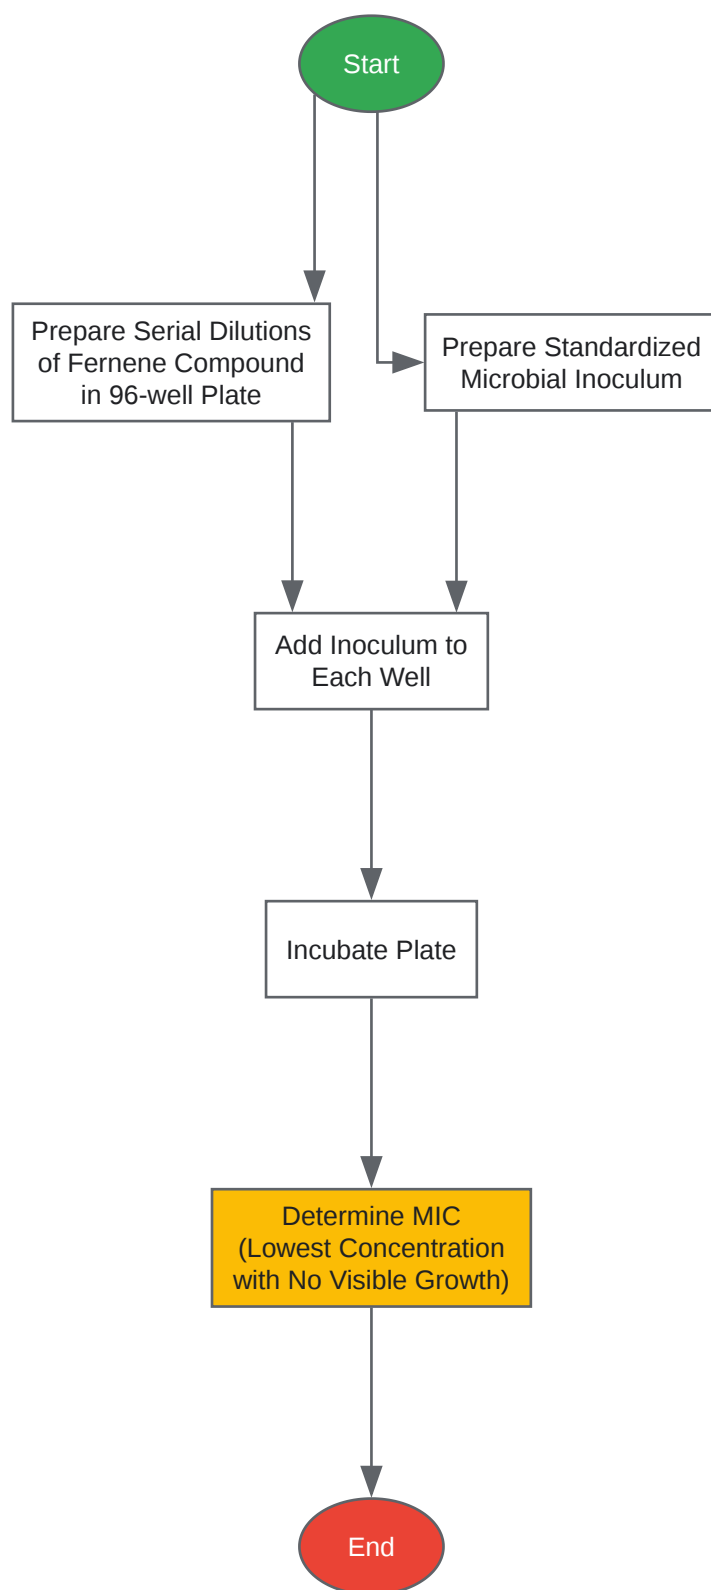 Start
Prepare Serial Dilutions
of Fernene Compound
in 96-well Plate
Prepare Standardized
Microbial Inoculum
Add Inoculum to
Each Well
Incubate Plate
Determine MIC
(Lowest Concentration
with No Visible Growth)
End